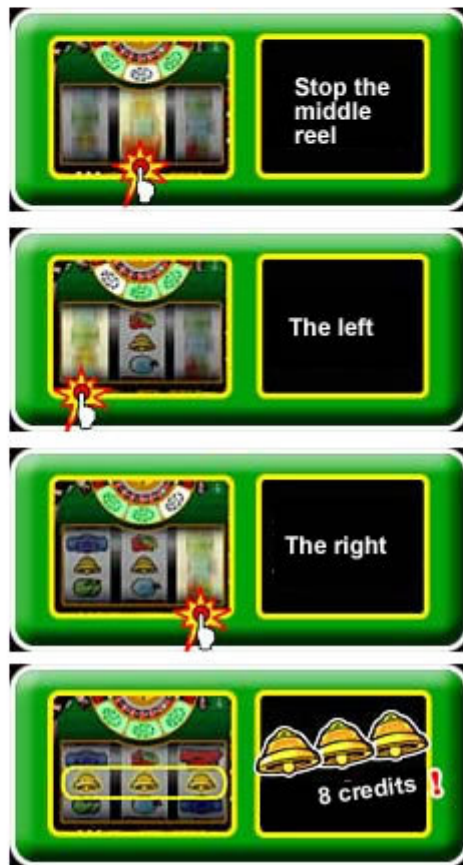 Stop the
middle
reel
The left
The right
8 credits!